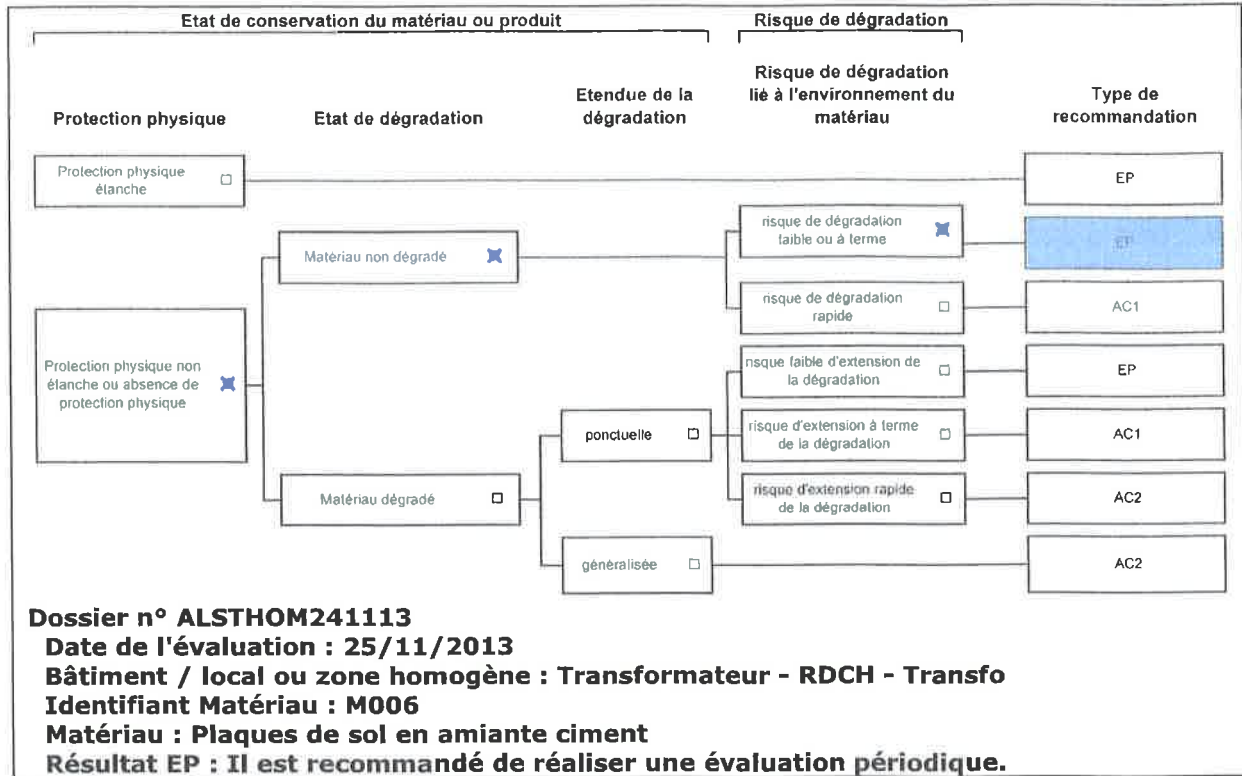 Etat de conservation du matériau ou produit
Risque de dégradation
Protection physique
Etat de dégradation
Etendue de la
dégradation
Risque de dégradation
lié à l'environnement du
matériau
Type de
recommandation
Protection physique
étanche
EP
risque de dégradation
faible ou à terme
EP
Matériau non dégradé
risque de dégradation
rapide
AC1
Protection physique non
étanche ou absence de
protection physique
risque faible d'extension de
la dégradation
EP
ponctuelle
risque d'extension à terme
de la dégradation
AC1
Matériau dégradé
risque d'extension rapide
de la dégradation
AC2
généralisée
AC2
Dossier n° ALSTHOM241113
Date de l'évaluation : 25/11/2013
Bâtiment / local ou zone homogène : Transformateur - RDCH - Transfo
Identifiant Matériau : M006
Matériau : Plaques de sol en amiante ciment
Résultat EP : Il est recommandé de réaliser une évaluation périodique.